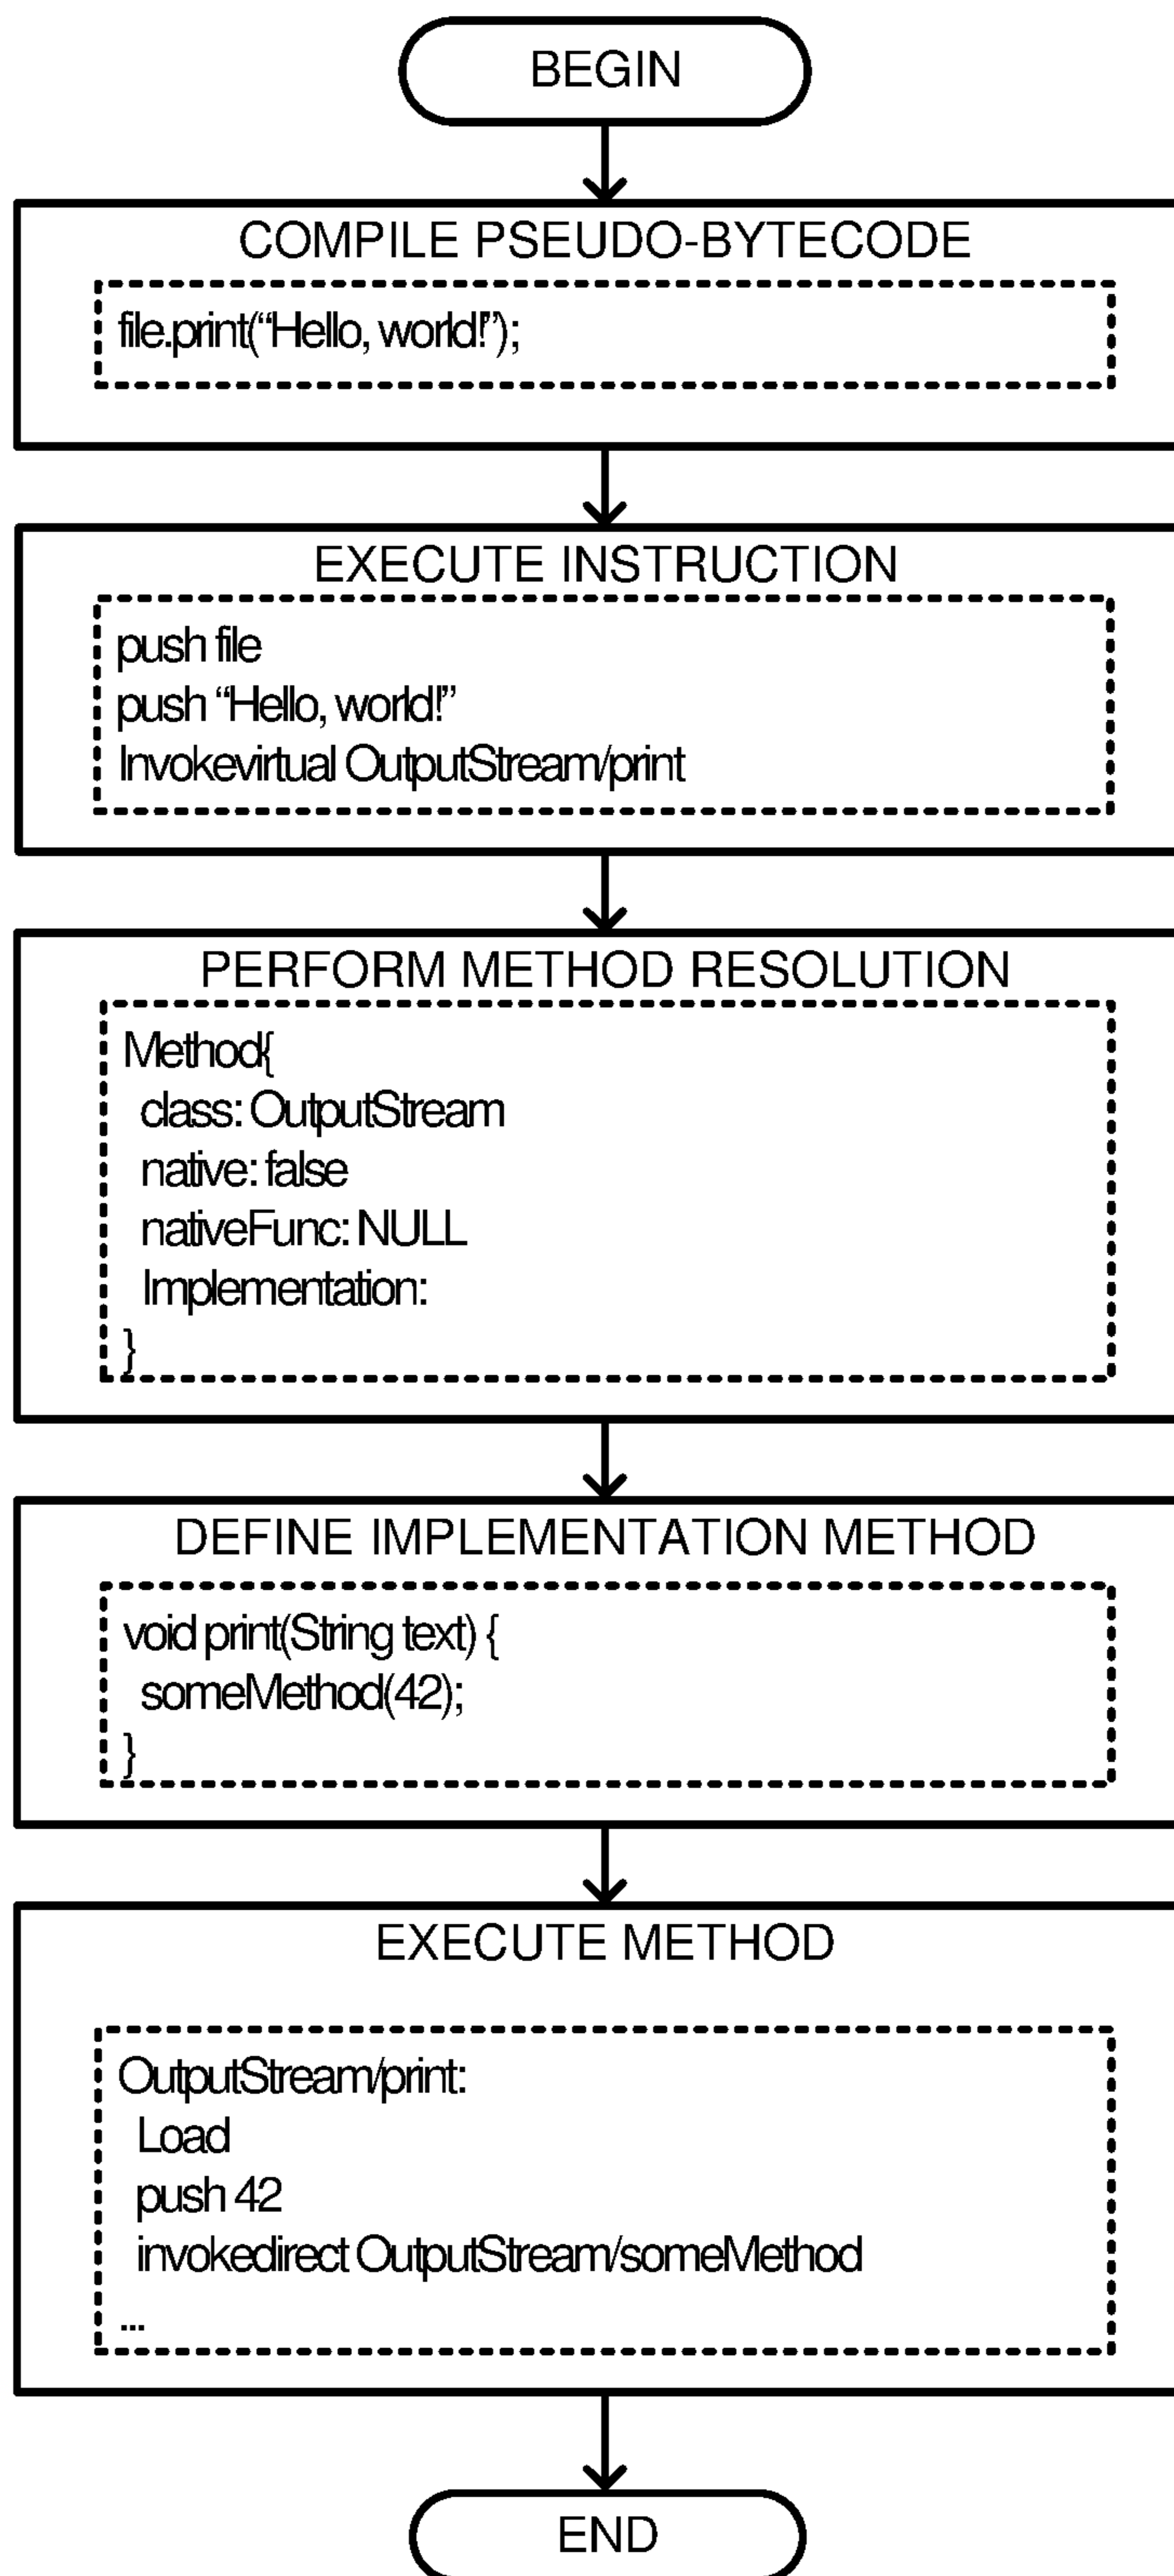 BEGIN
COMPILE PSEUDO-BYTECODE
file.print(“Hello, world!”);
EXECUTE INSTRUCTION
push file
push “Hello, world!”
Invokevirtual OutputStream/print
PERFORM METHOD RESOLUTION
Method{
class: OutputStream
native: false
nativeFunc: NULL
Implementation:
}
DEFINE IMPLEMENTATION METHOD
void print(String text) {
someMethod(42);
}
EXECUTE METHOD
OutputStream/print:
Load
push 42
invokedirect OutputStream/someMethod
...
END